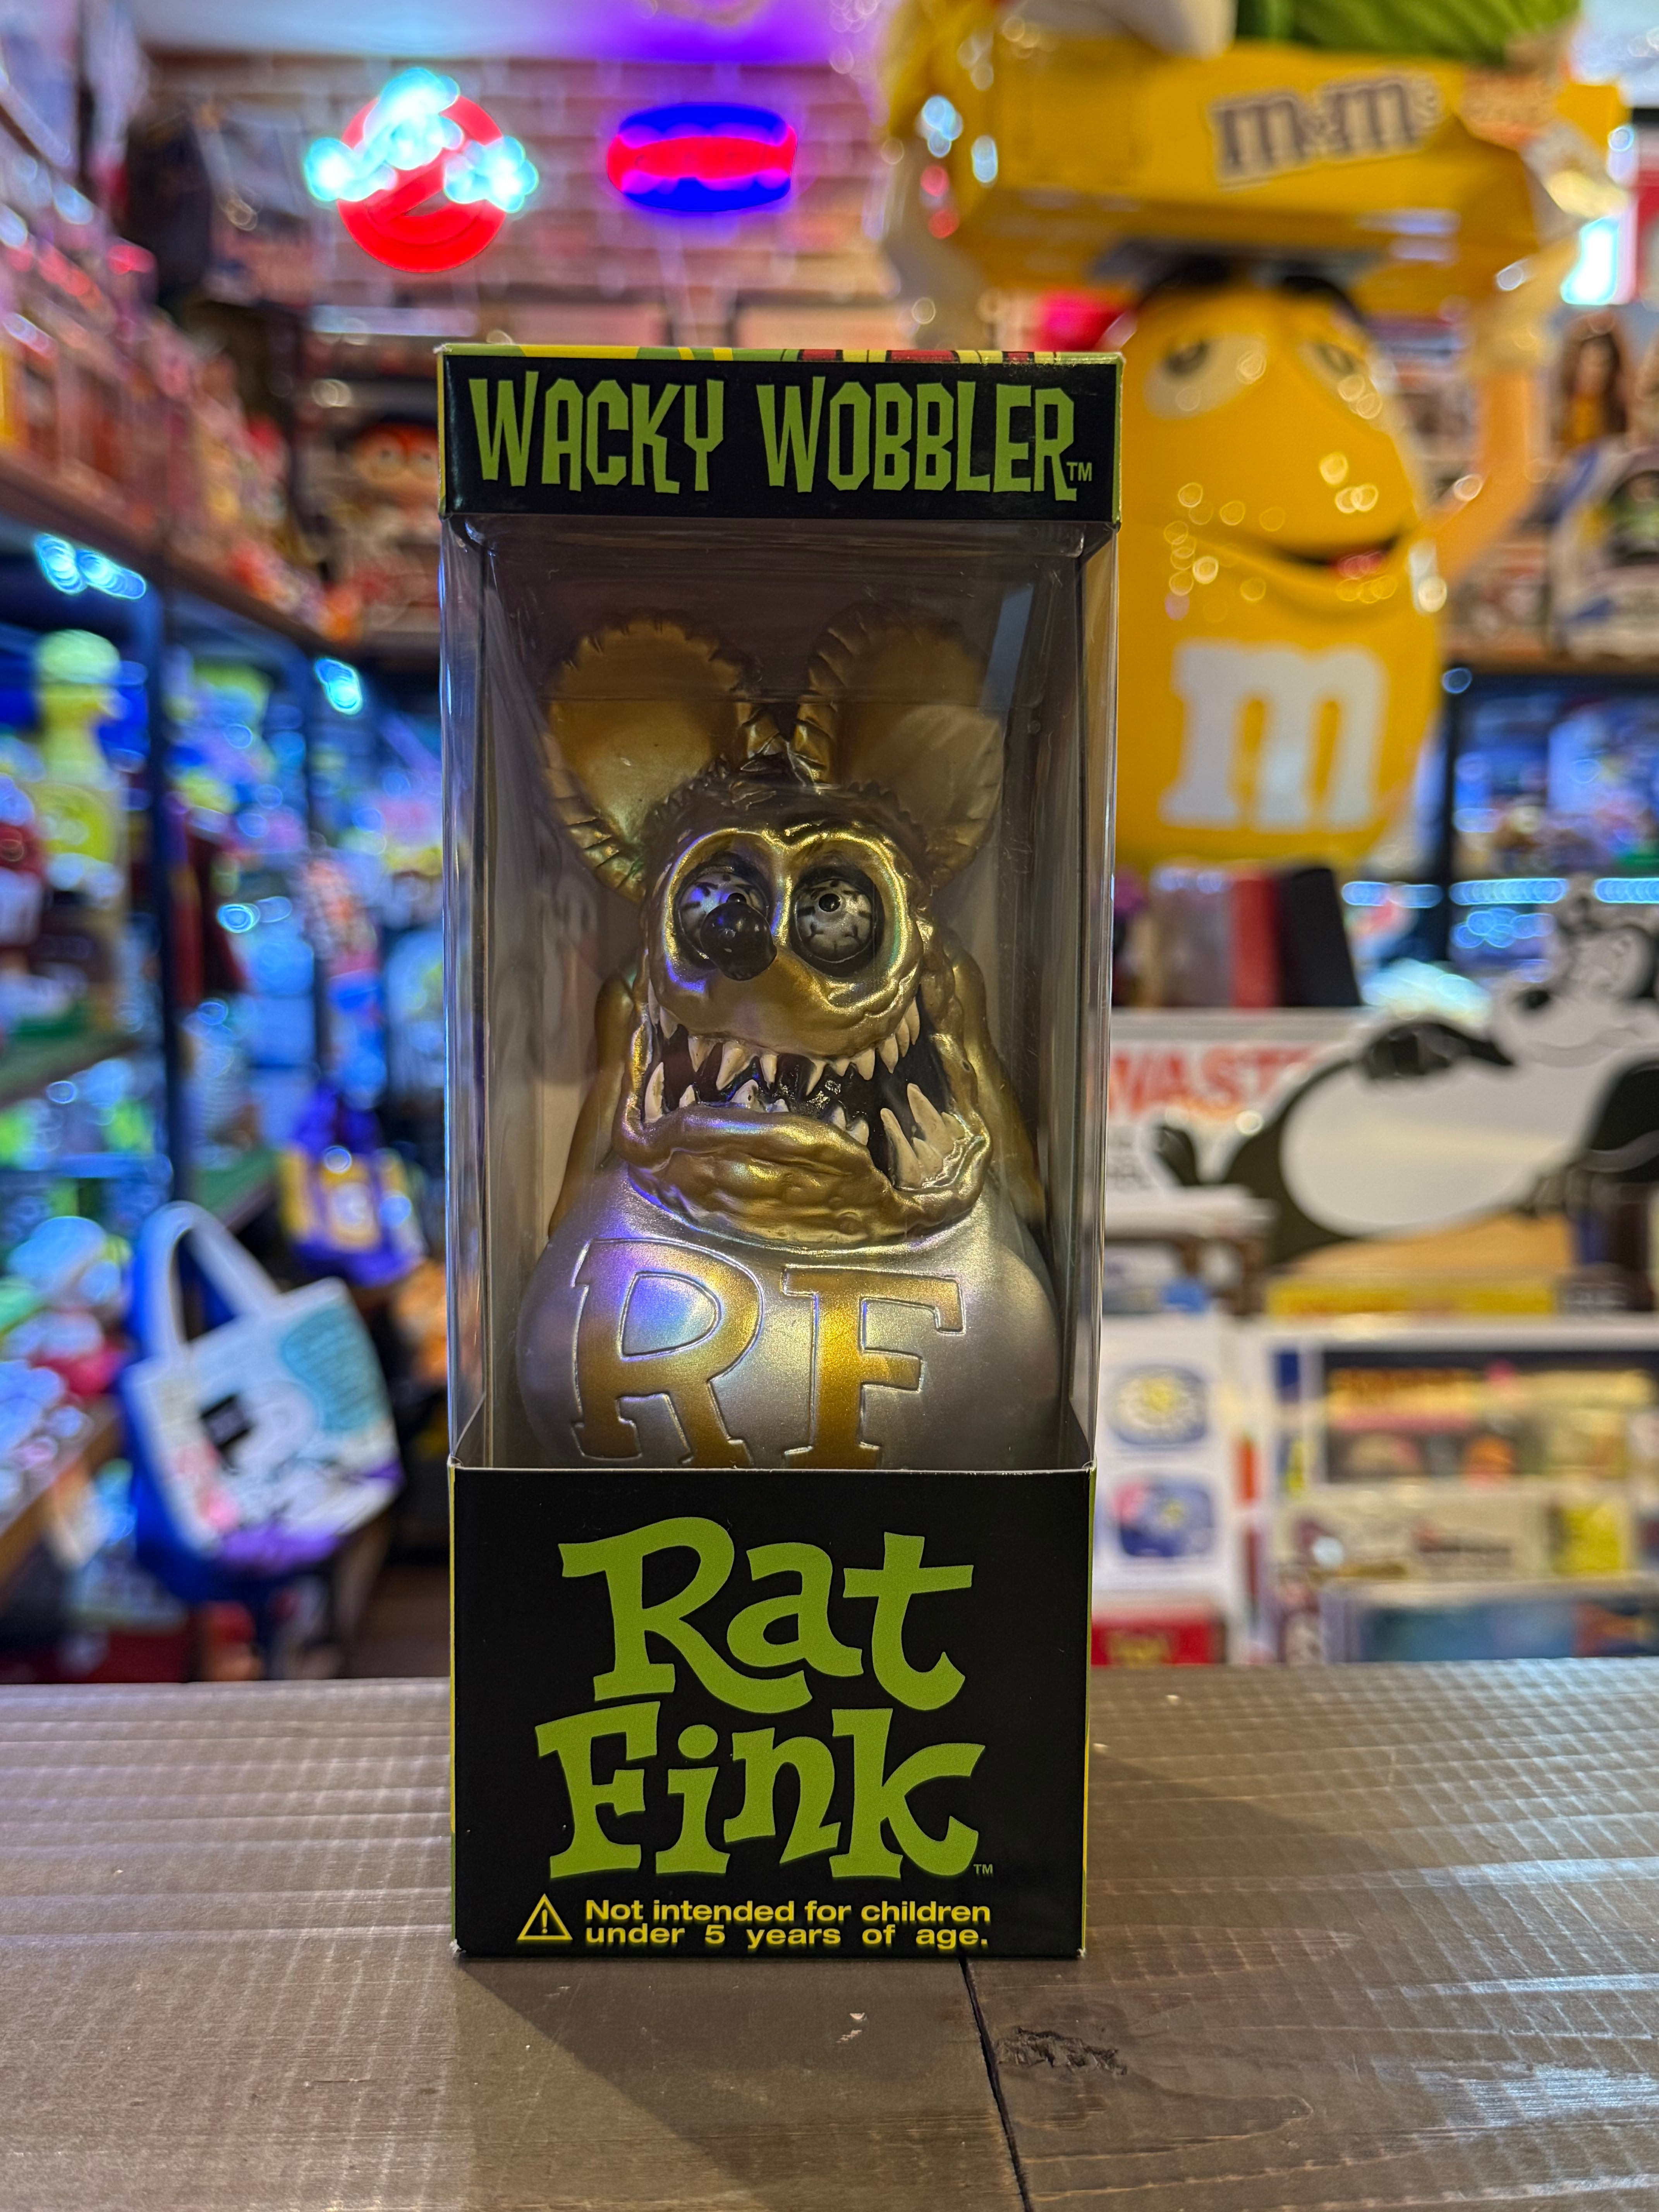 m&m's
WACKY WOBBLER™
m
RF
Rat
Fink™
Not intended for children
under 5 years of age.